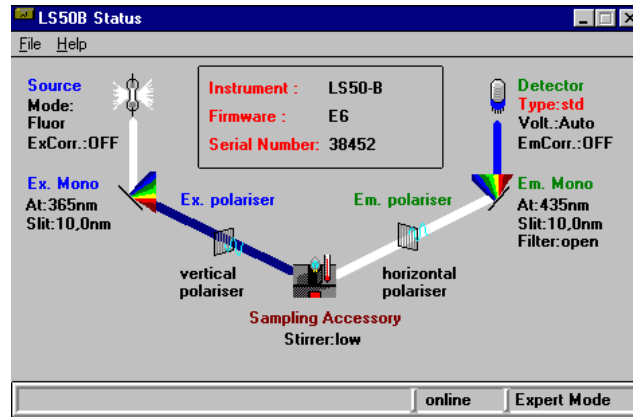 LS50B Status
File Help
Source
Mode:
Fluor
ExCorr.:OFF
Instrument : LS50-B
Firmware : E6
Serial Number: 38452
Detector
Type:std
Volt.:Auto
EmCorr.:OFF
Ex. Mono
At:365nm
Slit:10,0nm
Ex. polariser
Em. polariser
Em. Mono
At:435nm
Slit:10,0nm
Filter:open
vertical
polariser
horizontal
polariser
Sampling Accessory
Stirrer:low
online
Expert Mode